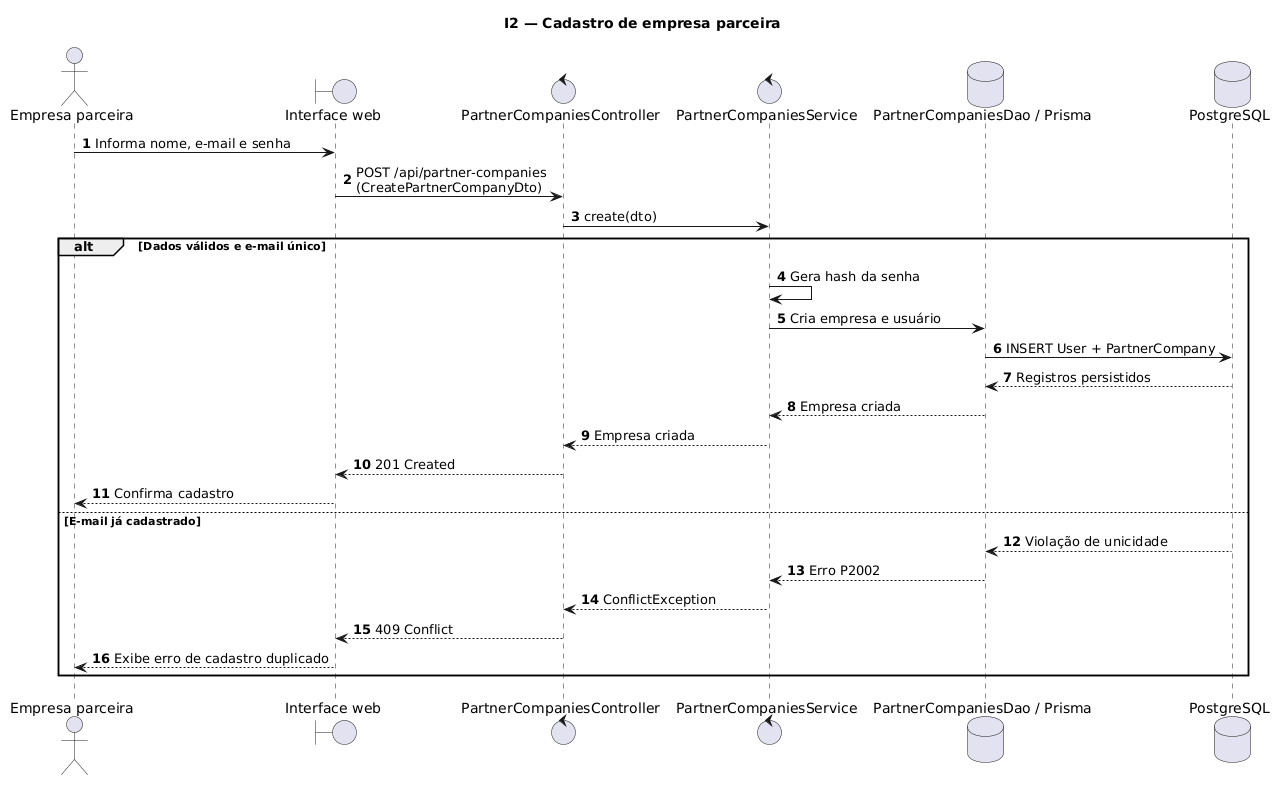 I2 — Cadastro de empresa parceira
Empresa parceira
Interface web
PartnerCompaniesController
PartnerCompaniesService
PartnerCompaniesDao / Prisma
PostgreSQL
1 Informa nome, e-mail e senha
2 POST /api/partner-companies
(CreatePartnerCompanyDto)
3 create(dto)
alt [Dados válidos e e-mail único]
4 Gera hash da senha
5 Cria empresa e usuário
6 INSERT User + PartnerCompany
7 Registros persistidos
8 Empresa criada
9 Empresa criada
10 201 Created
11 Confirma cadastro
[E-mail já cadastrado]
12 Violação de unicidade
13 Erro P2002
14 ConflictException
15 409 Conflict
16 Exibe erro de cadastro duplicado
Empresa parceira
Interface web
PartnerCompaniesController
PartnerCompaniesService
PartnerCompaniesDao / Prisma
PostgreSQL